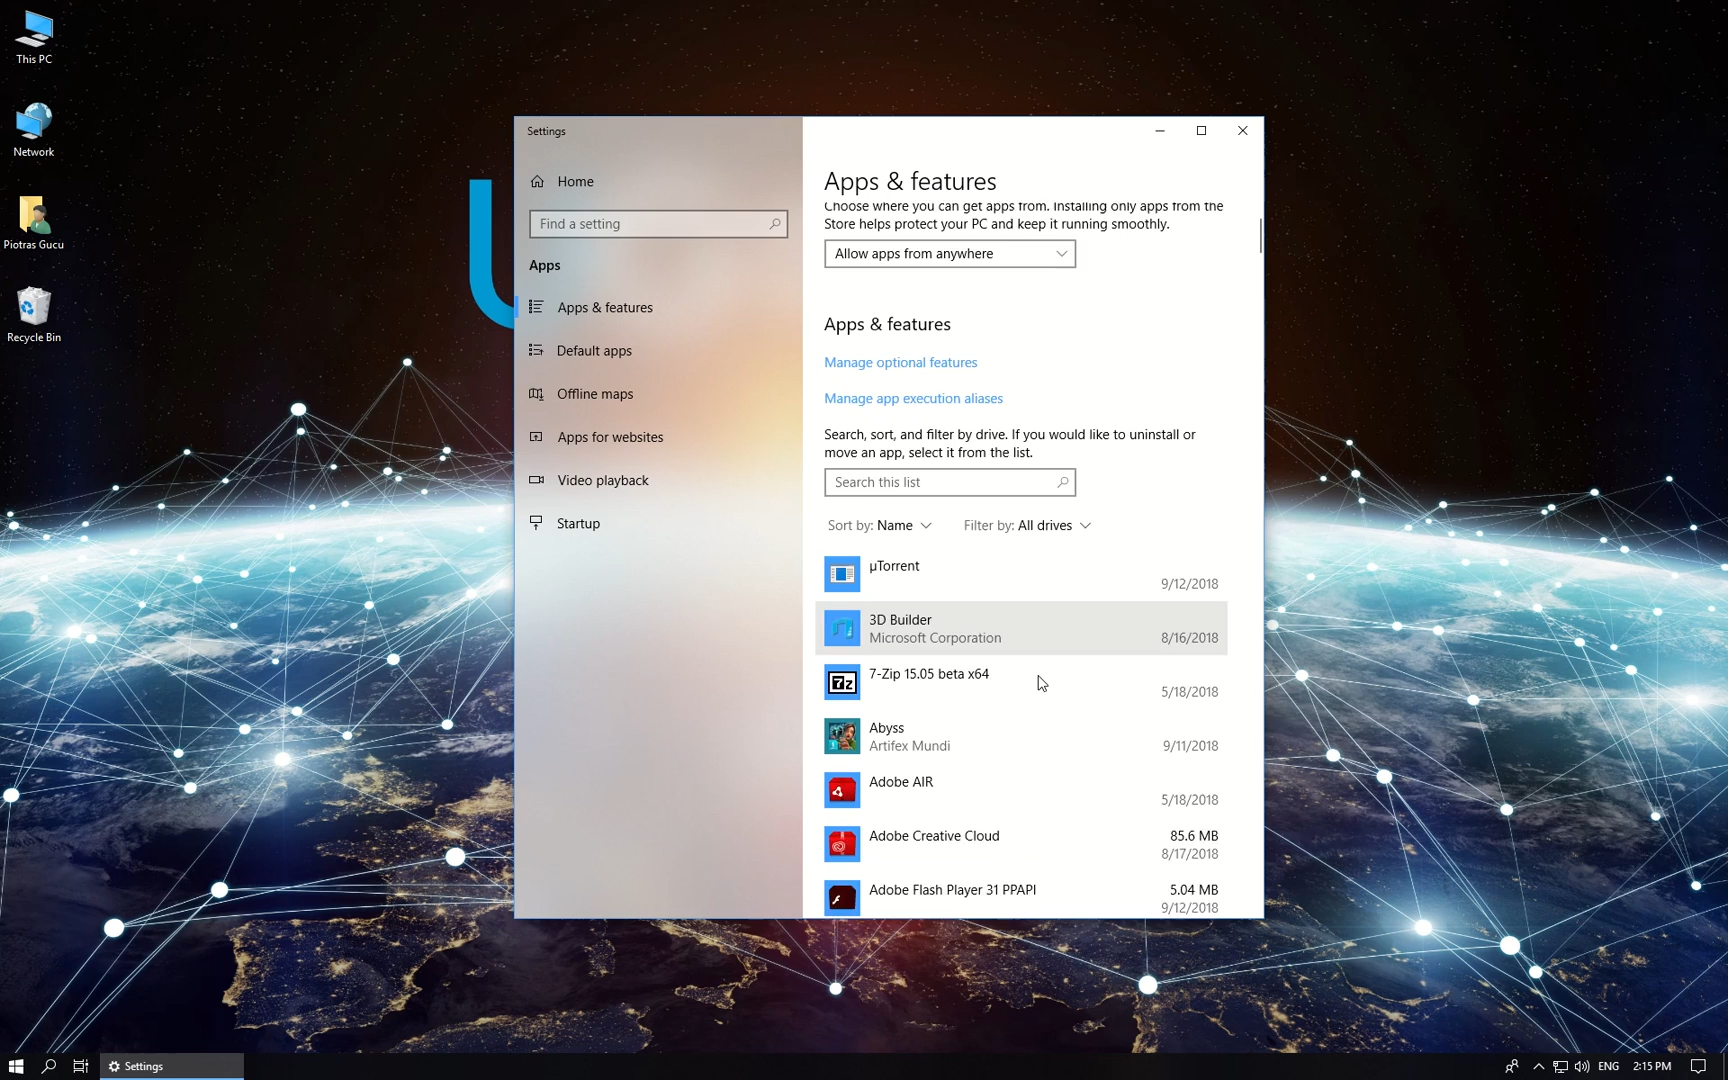 This PC
Network
Piotras Gucu
Recycle Bin
Settings
Home
Find a setting
Apps
Apps & features
Default apps
Offline maps
Apps for websites
Video playback
Startup
Apps & features
Choose where you can get apps from. Installing only apps from the
Store helps protect your PC and keep it running smoothly.
Allow apps from anywhere
Apps & features
Manage optional features
Manage app execution aliases
Search, sort, and filter by drive. If you would like to uninstall or
move an app, select it from the list.
Search this list
Sort by: Name Filter by: All drives
µTorrent
9/12/2018
3D Builder
Microsoft Corporation 8/16/2018
7z
7-Zip 15.05 beta x64
5/18/2018
Abyss
Artifex Mundi 9/11/2018
Adobe AIR
5/18/2018
Adobe Creative Cloud 85.6 MB
8/17/2018
Adobe Flash Player 31 PPAPI 5.04 MB
9/12/2018
Settings
ENG 2:15 PM